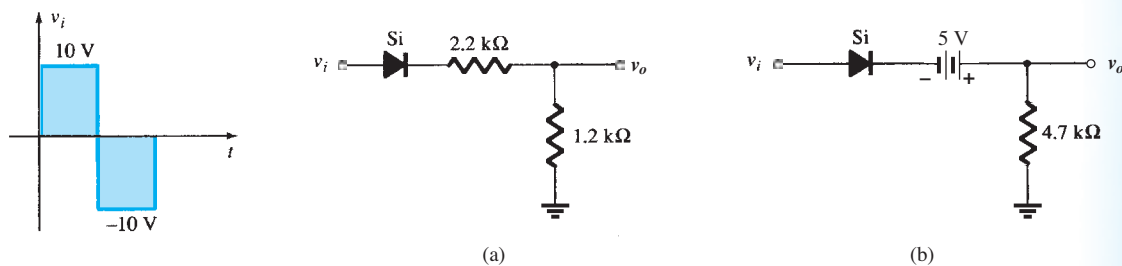 v_i
10 V
t
−10 V
Si
2.2 kΩ
v_i
v_o
1.2 kΩ
(a)
Si
5 V
v_i
− +
v_o
4.7 kΩ
(b)